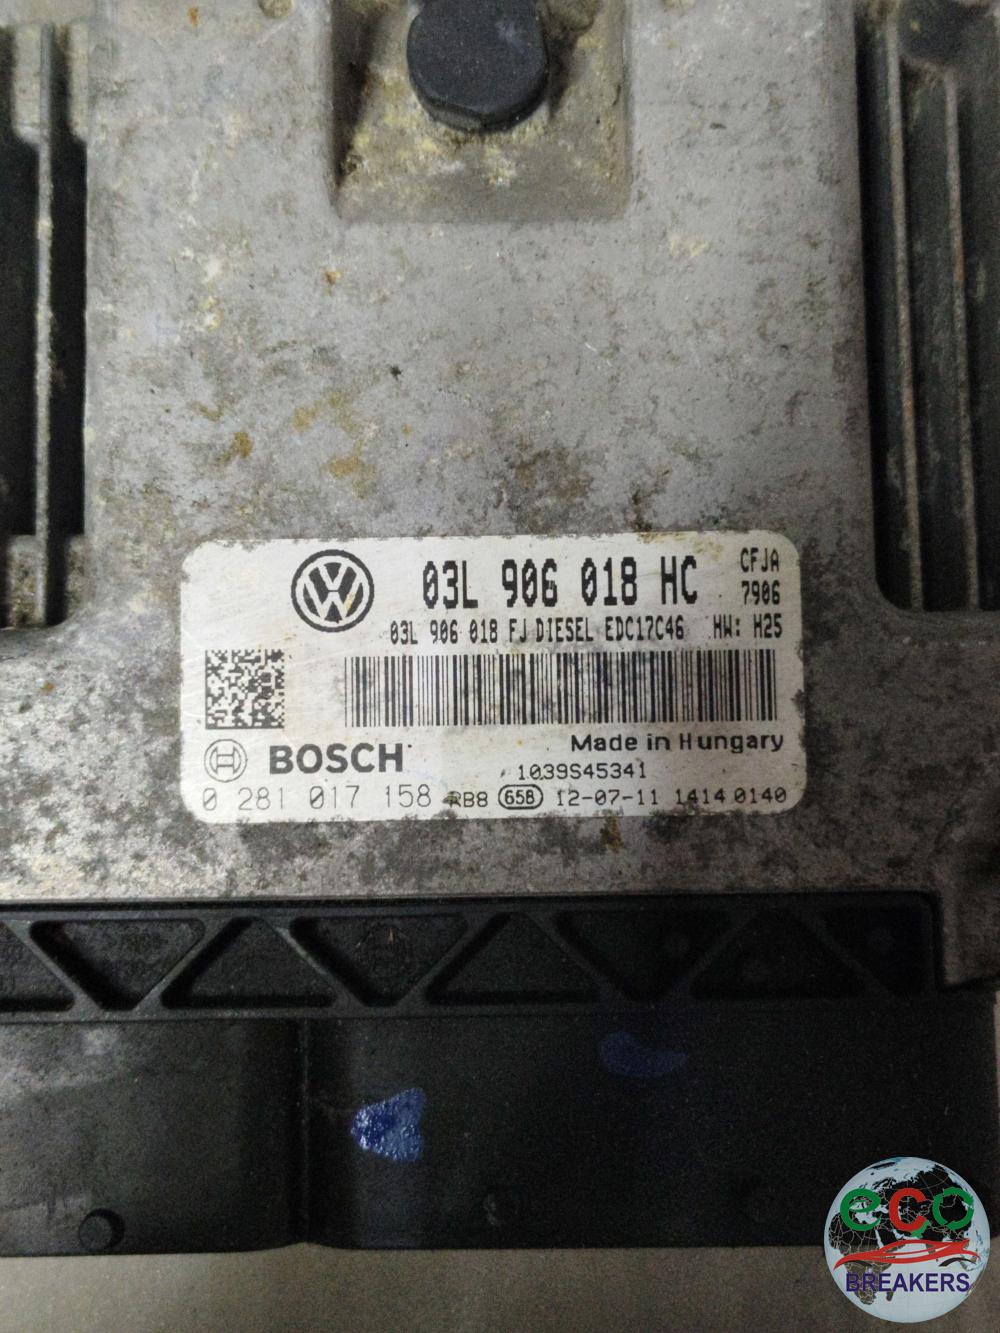 03L 906 018 HC CFJA
7906
03L 906 018 FJ DIESEL EDC17C46 HW: H25
Made in Hungary
BOSCH
1039S45341
0 281 017 158 RB8 65B 12-07-11 1414 0140
eco
BREAKERS